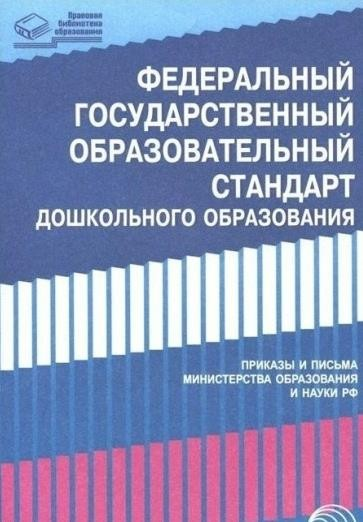 Правовая
библиотека
образования
ФЕДЕРАЛЬНЫЙ
ГОСУДАРСТВЕННЫЙ
ОБРАЗОВАТЕЛЬНЫЙ
СТАНДАРТ
ДОШКОЛЬНОГО ОБРАЗОВАНИЯ
ПРИКАЗЫ И ПИСЬМА
МИНИСТЕРСТВА ОБРАЗОВАНИЯ
И НАУКИ РФ